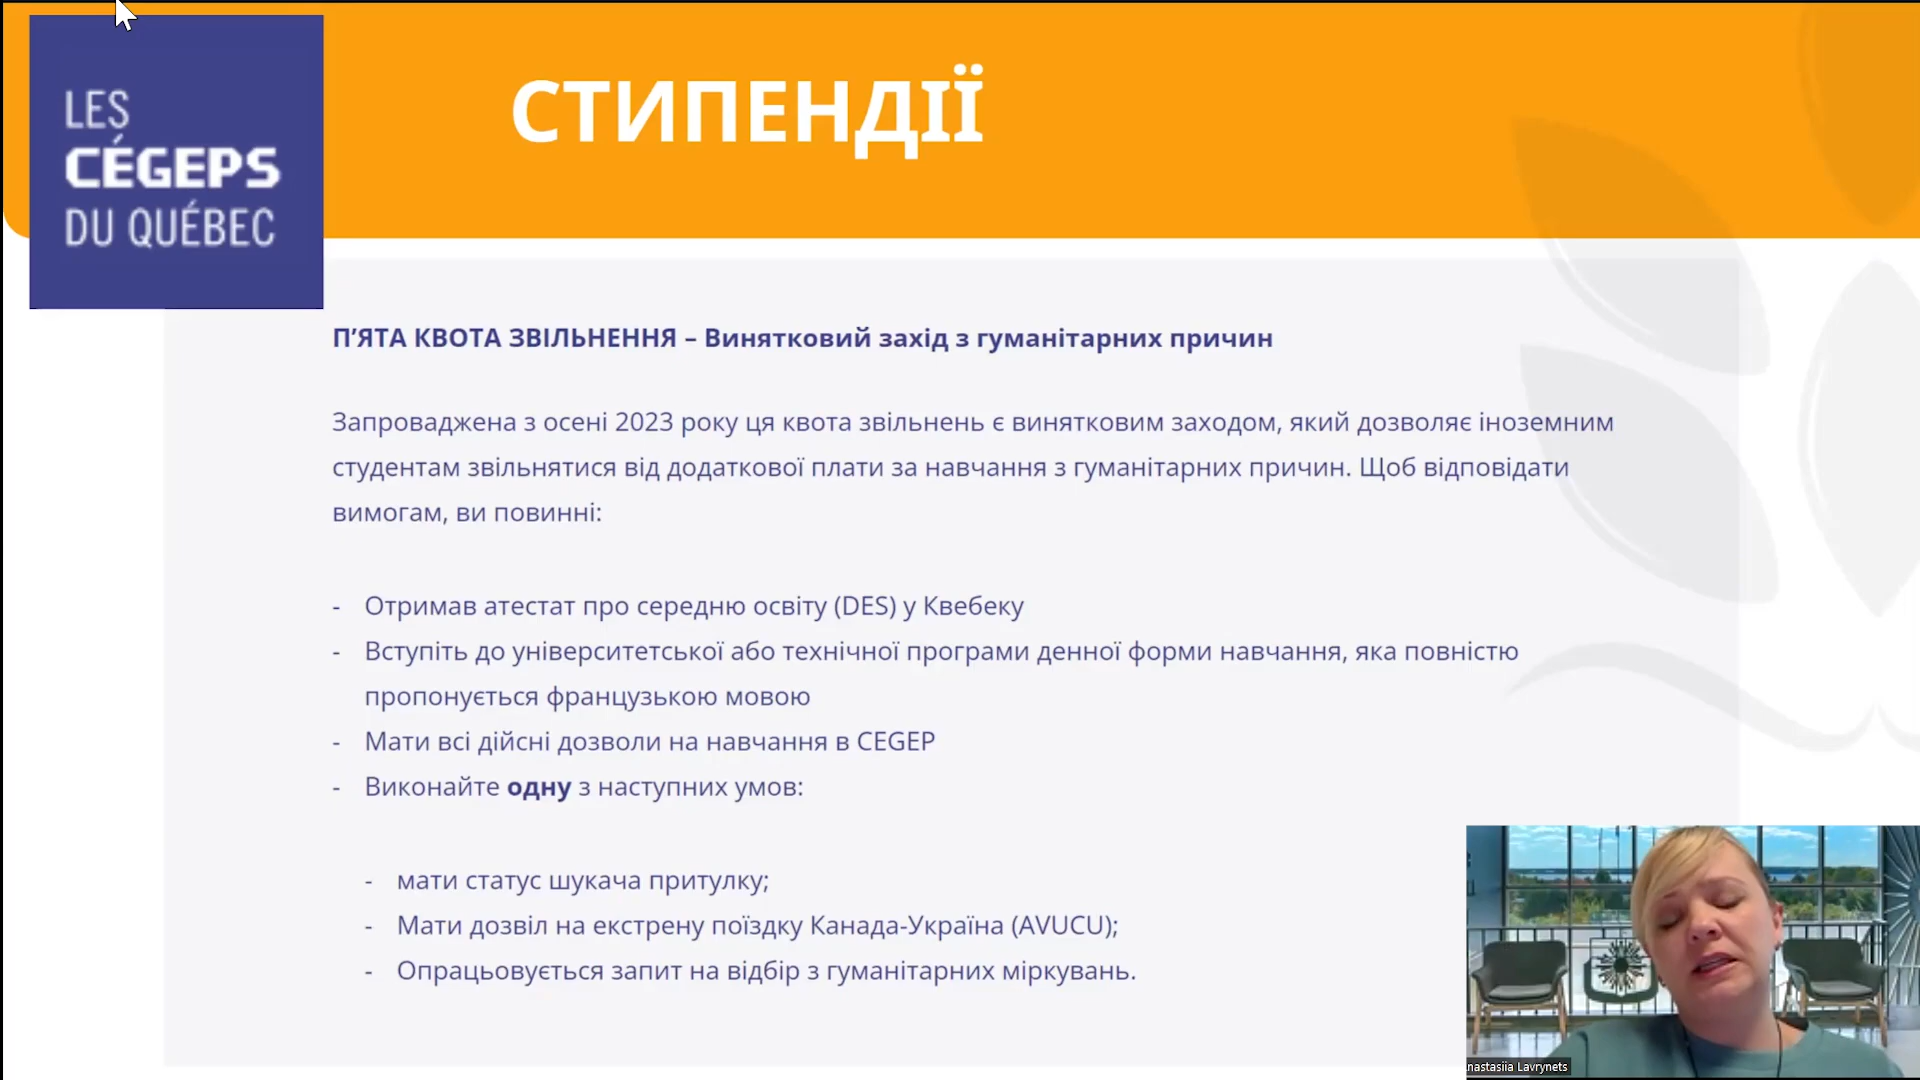 LES
CÉGEPS
DU QUÉBEC
СТИПЕНДІЇ
П’ЯТА КВОТА ЗВІЛЬНЕННЯ – Винятковий захід з гуманітарних причин
Запроваджена з осені 2023 року ця квота звільнень є винятковим заходом, який дозволяє іноземним
студентам звільнятися від додаткової плати за навчання з гуманітарних причин. Щоб відповідати
вимогам, ви повинні:
- Отримав атестат про середню освіту (DES) у Квебеку
- Вступіть до університетської або технічної програми денної форми навчання, яка повністю
пропонується французькою мовою
- Мати всі дійсні дозволи на навчання в CEGEP
- Виконайте одну з наступних умов:
- мати статус шукача притулку;
- Мати дозвіл на екстрену поїздку Канада-Україна (AVUCU);
- Опрацьовується запит на відбір з гуманітарних міркувань.
nastasiia Lavrynets